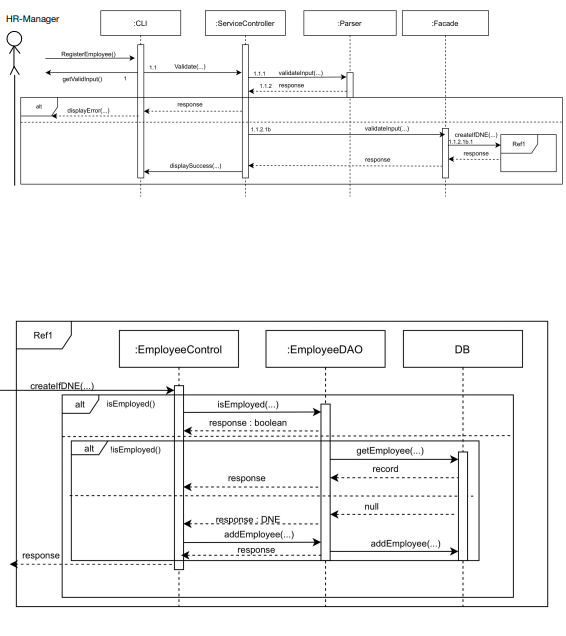 HR-Manager
:CLI
:ServiceController
:Parser
:Facade
RegisterEmployee()
getValidInput()
1
1.1
Validate(...)
1.1.1
validateInput(...)
1.1.2
response
alt
displayError(...)
response
1.1.2.1b
validateInput(...)
createIfDNE(...)
1.1.2.1b.1
Ref1
response
response
displaySuccess(...)
Ref1
:EmployeeControl
:EmployeeDAO
DB
createIfDNE(...)
alt
isEmployed()
isEmployed(...)
response : boolean
alt
!isEmployed()
getEmployee(...)
record
response
null
response : DNE
addEmployee(...)
addEmployee(...)
response
response